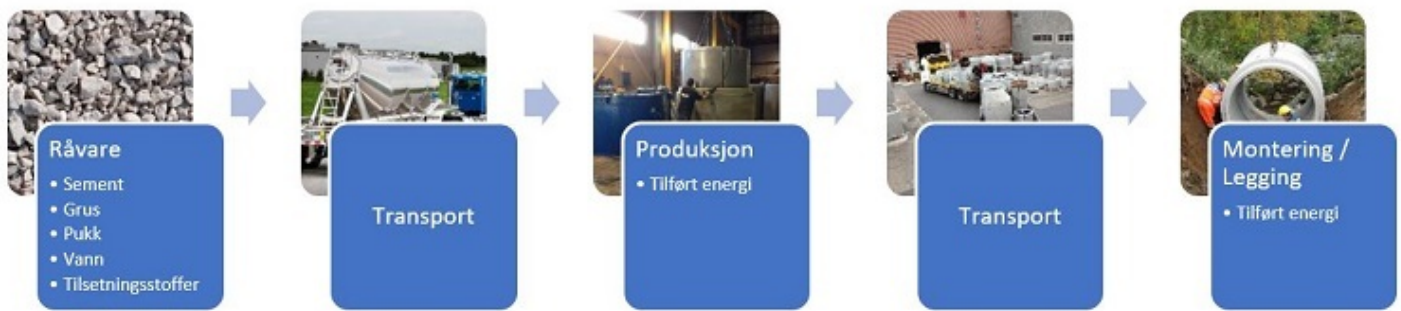 Råvare
• Sement
• Grus
• Pukk
• Vann
• Tilsetningsstoffer
Transport
Produksjon
• Tilført energi
Transport
Montering /
Legging
• Tilført energi